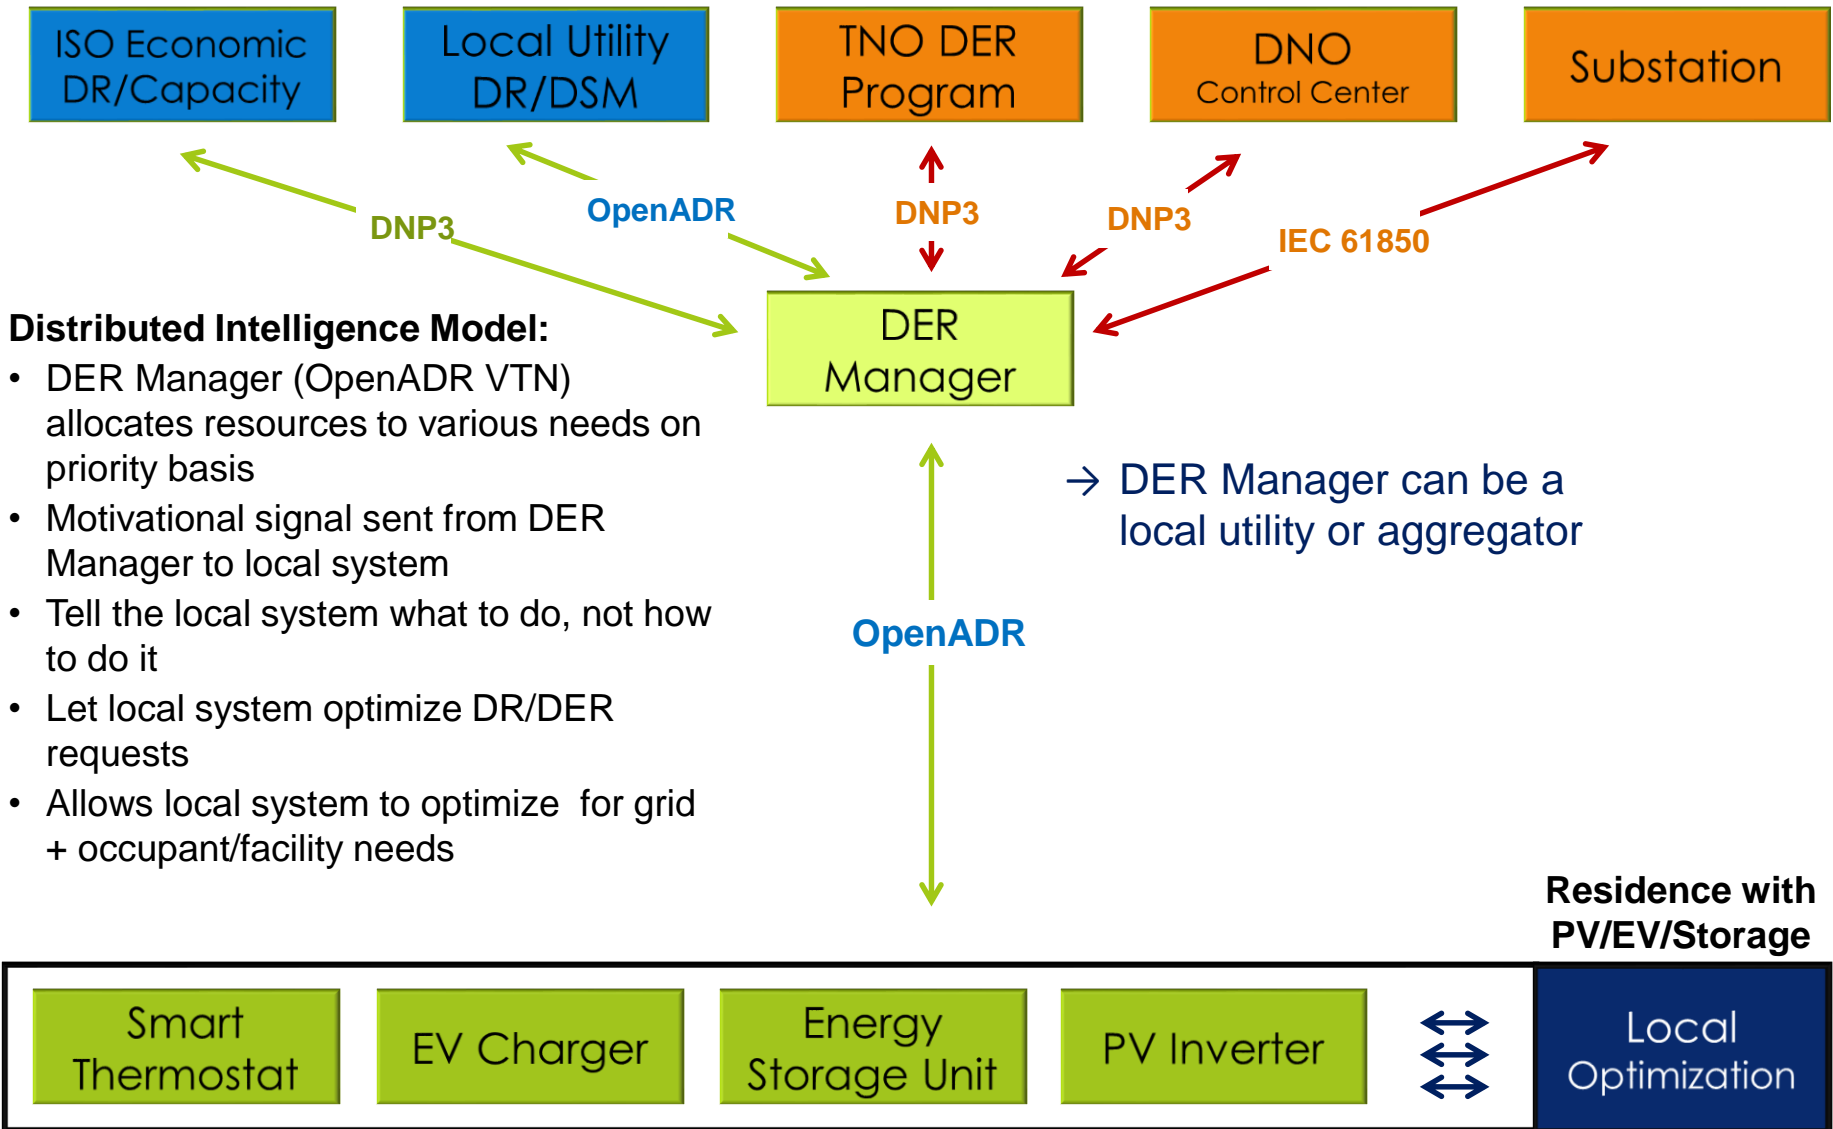 ISO Economic
DR/Capacity
Local Utility
DR/DSM
TNO DER
Program
DNO
Control Center
Substation
DNP3
OpenADR
DNP3
DNP3
IEC 61850
DER
Manager
Distributed Intelligence Model:
• DER Manager (OpenADR VTN)
allocates resources to various needs on
priority basis
• Motivational signal sent from DER
Manager to local system
• Tell the local system what to do, not how
to do it
• Let local system optimize DR/DER
requests
• Allows local system to optimize for grid
+ occupant/facility needs
→ DER Manager can be a
local utility or aggregator
OpenADR
Residence with
PV/EV/Storage
Smart
Thermostat
EV Charger
Energy
Storage Unit
PV Inverter
Local
Optimization